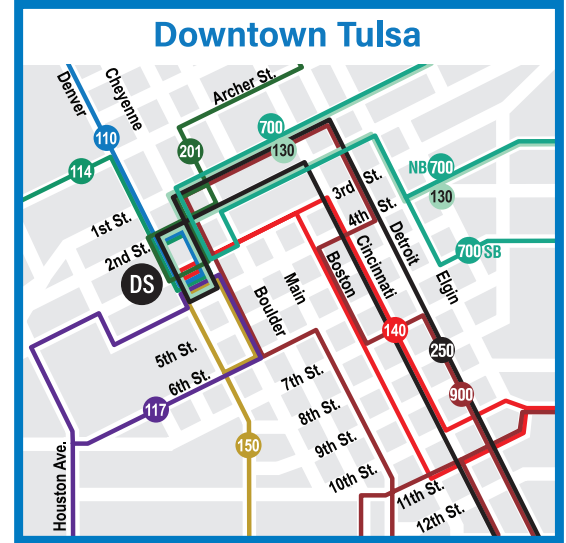 Downtown Tulsa
Denver
Cheyenne
Archer St.
110
700
130
201
114
NB 700
130
3rd St.
4th St.
1st St.
2nd St.
700 SB
DS
Detroit
Elgin
Cincinnati
Boston
Main
Boulder
140
250
5th St.
6th St.
7th St.
900
117
8th St.
150
9th St.
10th St.
11th St.
12th St.
Houston Ave.